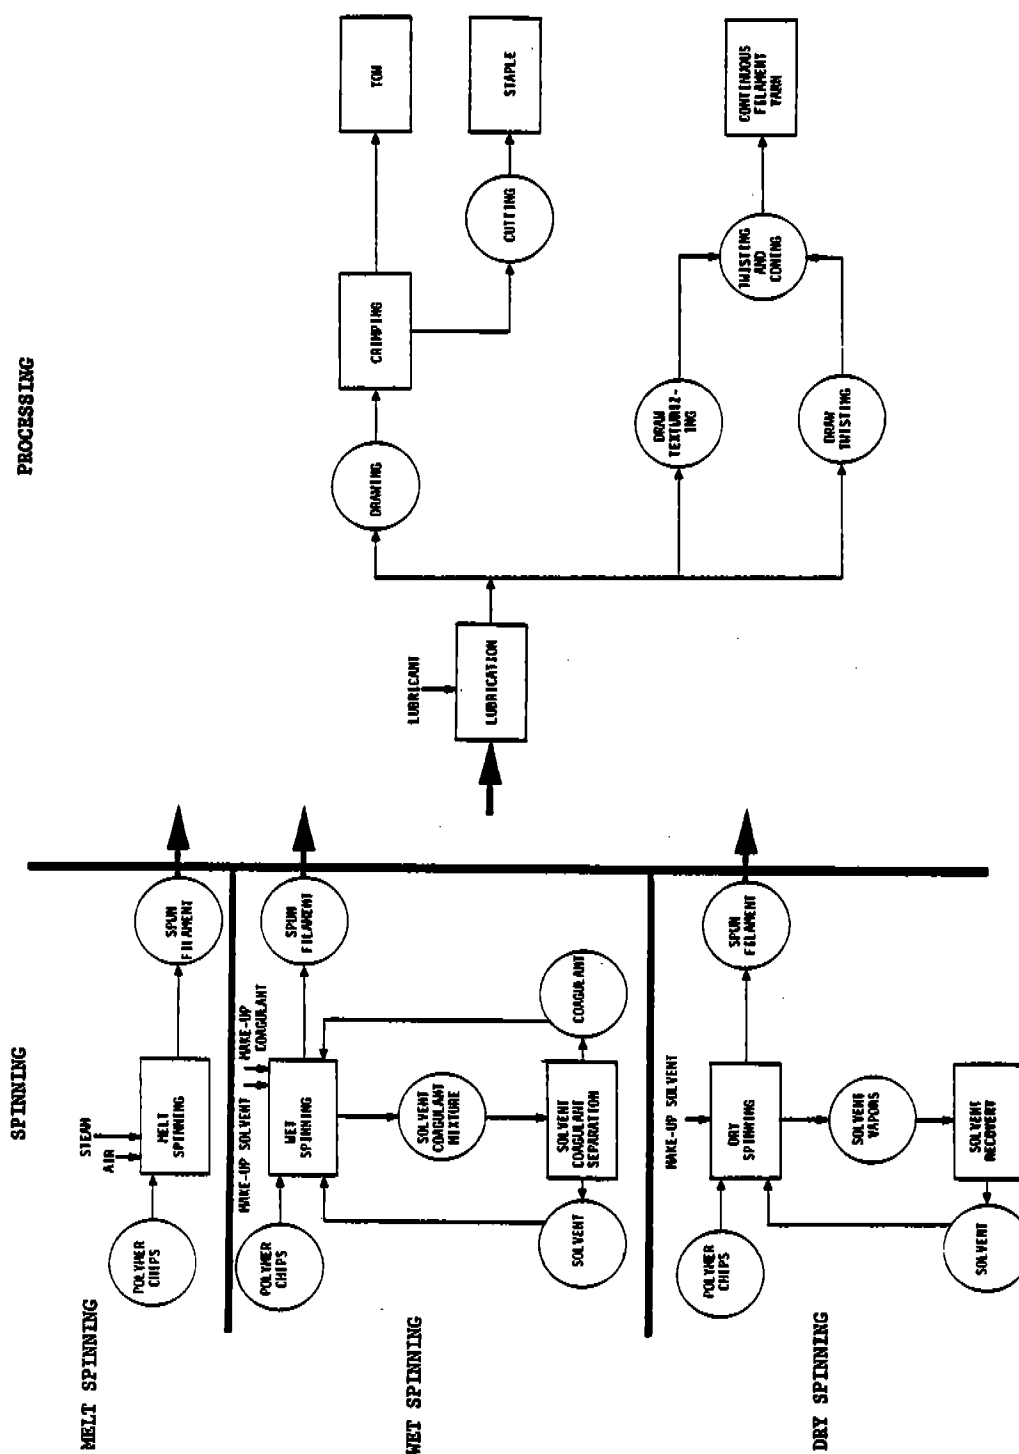 SPINNING
PROCESSING
MELT SPINNING
STEAM
AIR
POLYMER
CHIPS
MELT
SPINNING
SPUN
FILAMENT
WET SPINNING
MAKE-UP SOLVENT
MAKE-UP
COAGULANT
POLYMER
CHIPS
WET
SPINNING
SPUN
FILAMENT
SOLVENT
COAGULANT
MIXTURE
SOLVENT
COAGULANT
SEPARATION
COAGULANT
SOLVENT
DRY SPINNING
MAKE-UP SOLVENT
POLYMER
CHIPS
DRY
SPINNING
SPUN
FILAMENT
SOLVENT
VAPORS
SOLVENT
RECOVERY
SOLVENT
LUBRICANT
LUBRICATION
DRAWING
CRIMPING
TOW
CUTTING
STAPLE
DRAW
TEXTURIZ-
ING
DRAW
TWISTING
TWISTING
AND
CONING
CONTINUOUS
FILAMENT
YARN